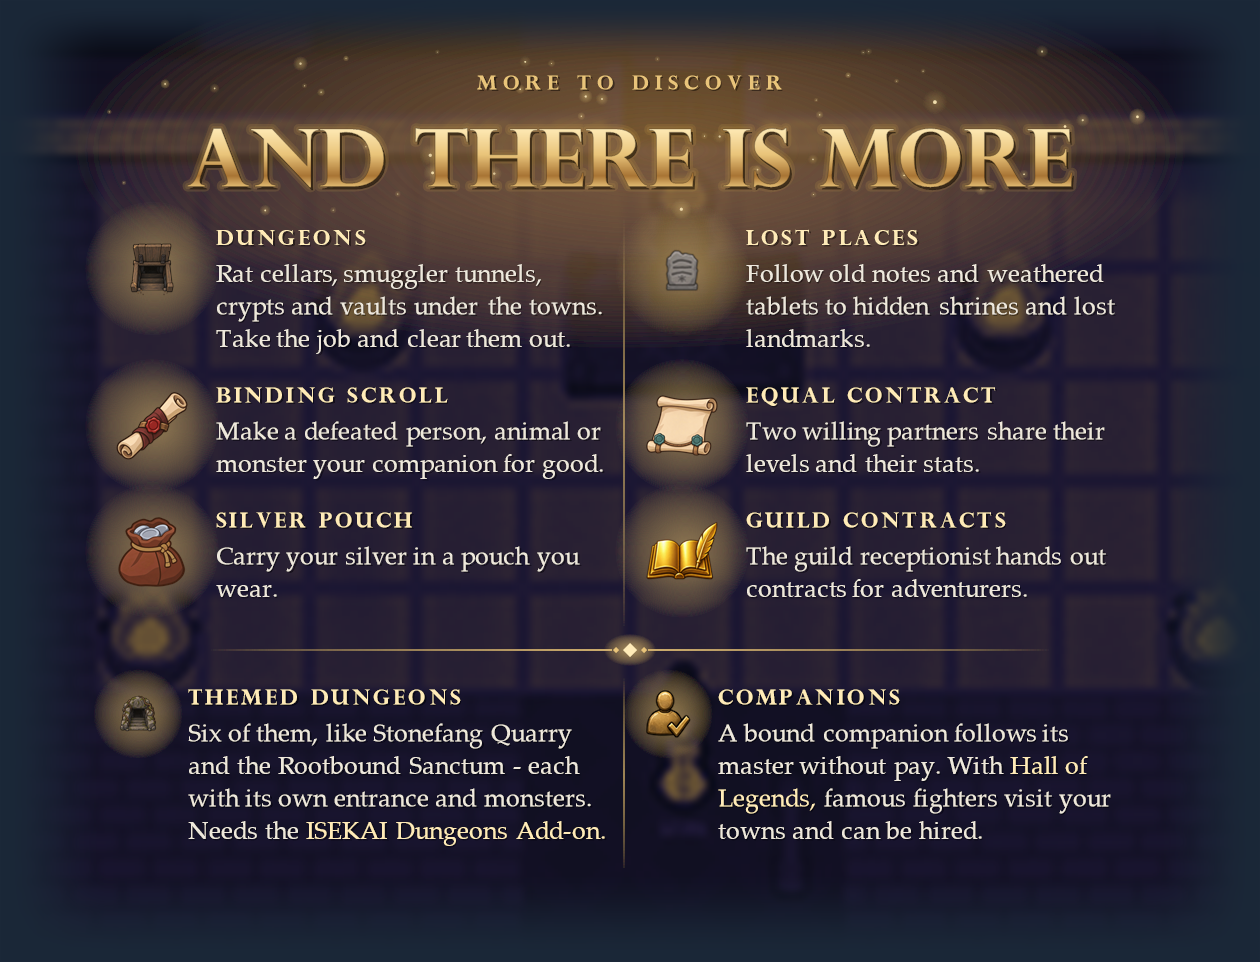 MORE TO DISCOVER
AND THERE IS MORE
DUNGEONS
Rat cellars, smuggler tunnels,
crypts and vaults under the towns.
Take the job and clear them out.
LOST PLACES
Follow old notes and weathered
tablets to hidden shrines and lost
landmarks.
BINDING SCROLL
Make a defeated person, animal or
monster your companion for good.
EQUAL CONTRACT
Two willing partners share their
levels and their stats.
SILVER POUCH
Carry your silver in a pouch you
wear.
GUILD CONTRACTS
The guild receptionist hands out
contracts for adventurers.
THEMED DUNGEONS
Six of them, like Stonefang Quarry
and the Rootbound Sanctum - each
with its own entrance and monsters.
Needs the ISEKAI Dungeons Add-on.
COMPANIONS
A bound companion follows its
master without pay. With Hall of
Legends, famous fighters visit your
towns and can be hired.